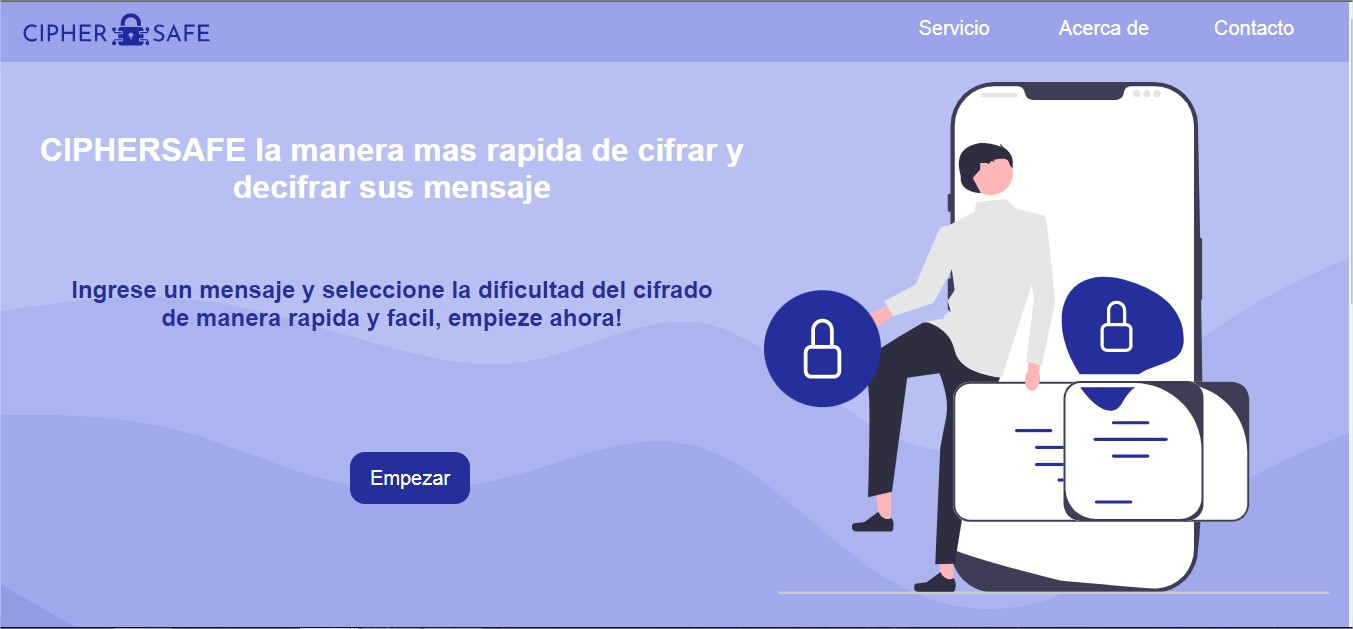 CIPHER SAFE
Servicio
Acerca de
Contacto
CIPHERSAFE la manera mas rapida de cifrar y
decifrar sus mensaje
Ingrese un mensaje y seleccione la dificultad del cifrado
de manera rapida y facil, empieze ahora!
Empezar